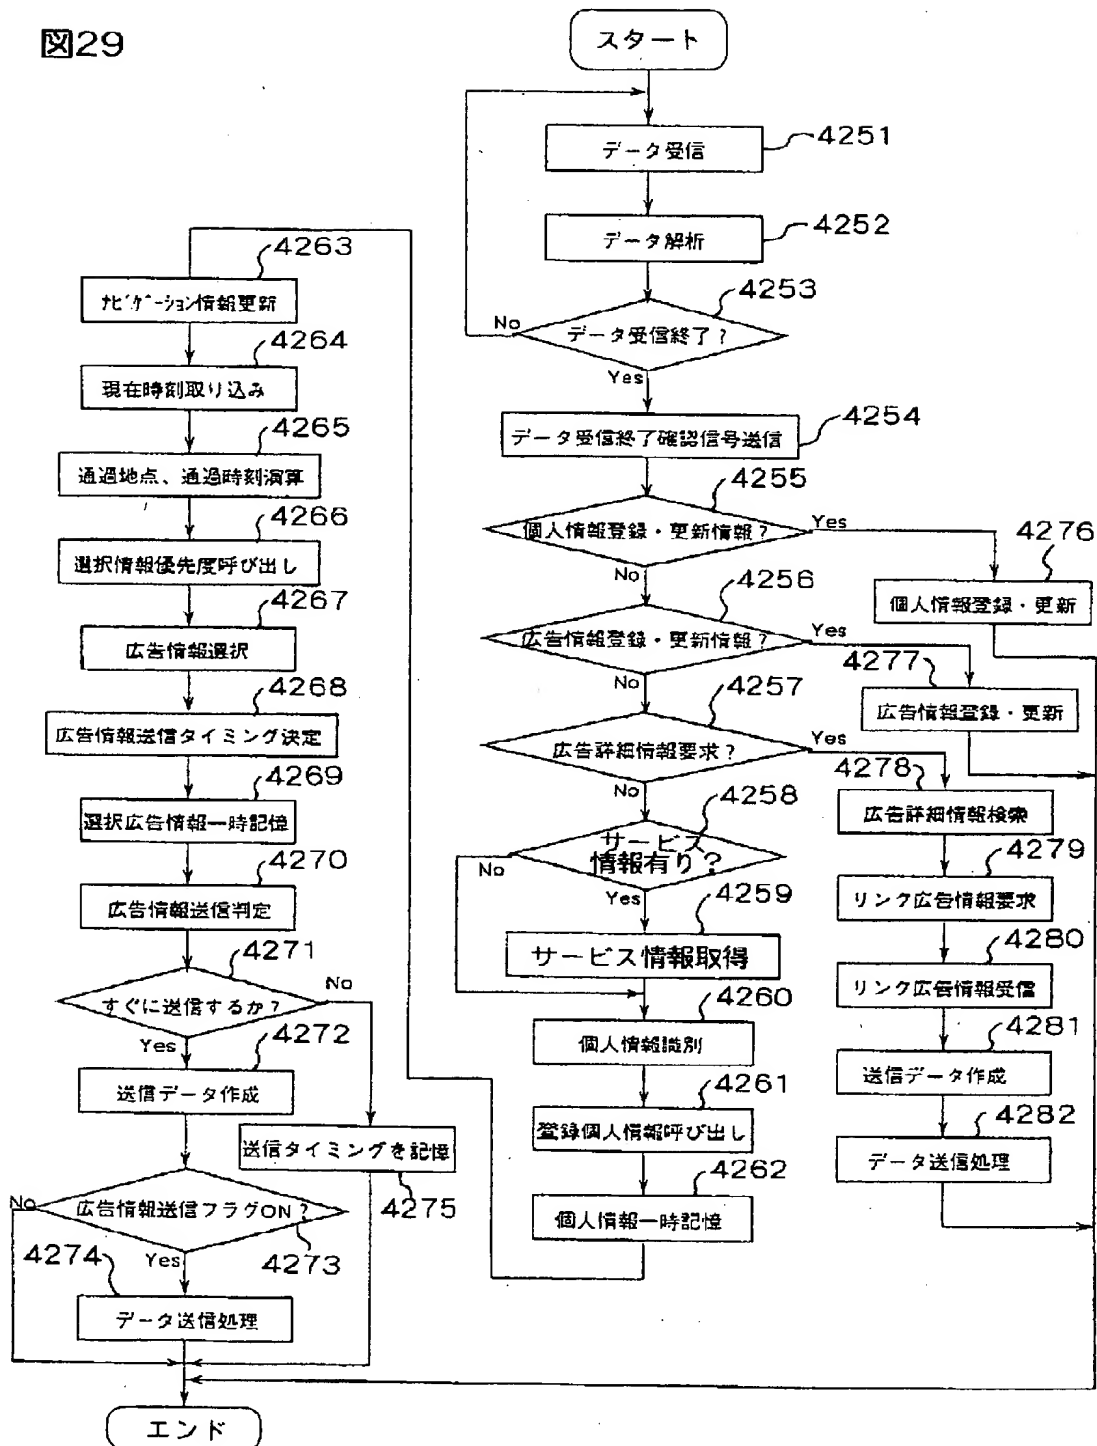 図29
スタート
データ受信
4251
データ解析
4252
データ受信終了?
4253
No
Yes
データ受信終了確認信号送信
4254
個人情報登録・更新情報?
4255
Yes
No
広告情報登録・更新情報?
4256
Yes
No
広告詳細情報要求?
4257
Yes
No
サービス
情報有り?
4258
No
Yes
サービス情報取得
4259
個人情報識別
4260
登録個人情報呼び出し
4261
個人情報一時記憶
4262
ナビゲーション情報更新
4263
現在時刻取り込み
4264
通過地点、通過時刻演算
4265
選択情報優先度呼び出し
4266
広告情報選択
4267
広告情報送信タイミング決定
4268
選択広告情報一時記憶
4269
広告情報送信判定
4270
すぐに送信するか?
4271
No
Yes
送信データ作成
4272
広告情報送信フラグON?
4273
No
Yes
データ送信処理
4274
送信タイミングを記憶
4275
個人情報登録・更新
4276
広告情報登録・更新
4277
広告詳細情報検索
4278
リンク広告情報要求
4279
リンク広告情報受信
4280
送信データ作成
4281
データ送信処理
4282
エンド